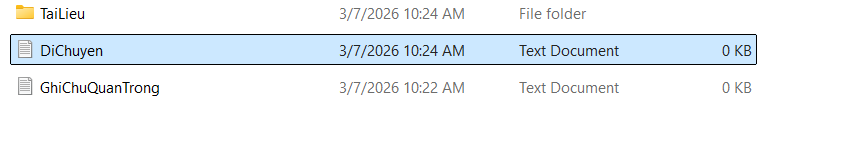 TaiLieu 3/7/2026 10:24 AM File folder
DiChuyen 3/7/2026 10:24 AM Text Document 0 KB
GhiChuQuanTrong 3/7/2026 10:22 AM Text Document 0 KB